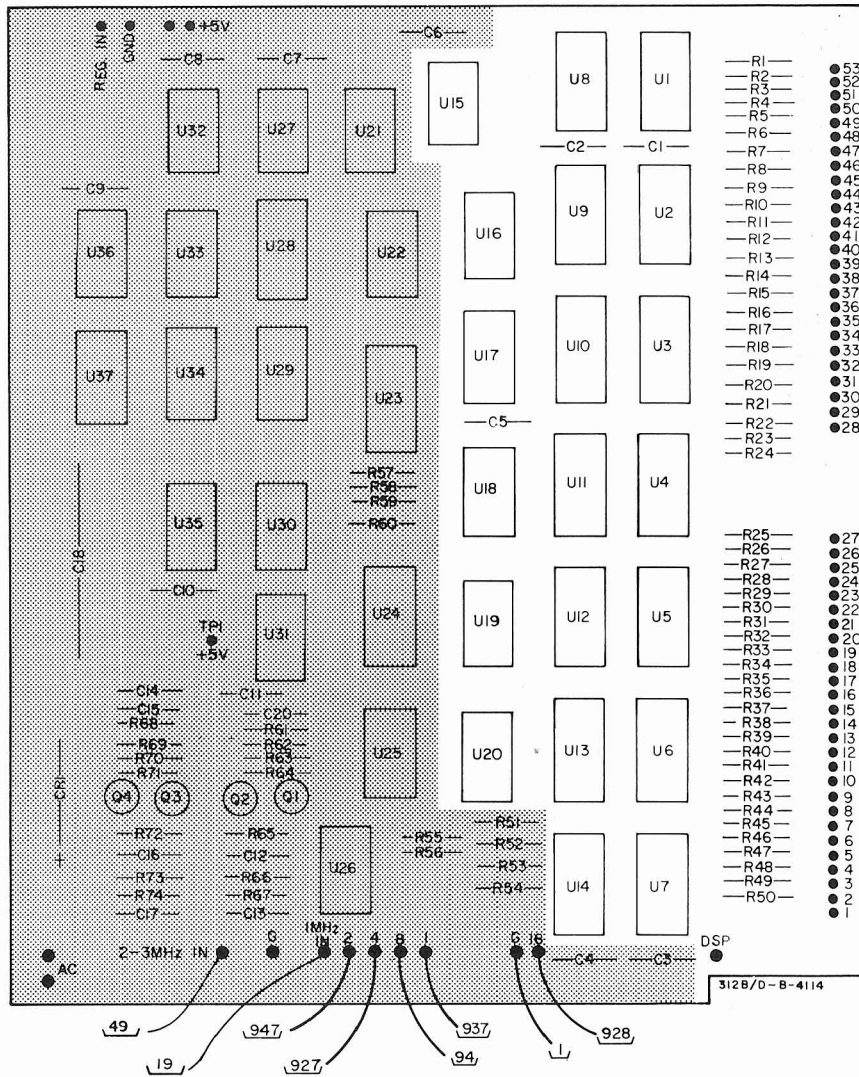 REG. IN
GND
+5V
C6
C8
C7
U32
U27
U21
U15
U8
U1
C2
C1
C9
U36
U33
U28
U22
U16
U9
U2
U37
U34
U29
U23
U17
U10
U3
C5
R57
R58
R59
R60
U18
U11
U4
C18
U35
U30
C10
TP1
+5V
U31
U24
U19
U12
U5
C14
C15
R68
R69
R70
R71
C11
C20
R61
R62
R63
R64
U25
U20
U13
U6
CR1
+
Q4
Q3
Q2
Q1
R72
C16
R73
R74
C17
R65
C12
R66
R67
C13
U26
R55
R56
R51
R52
R53
R54
U14
U7
R1
R2
R3
R4
R5
R6
R7
R8
R9
R10
R11
R12
R13
R14
R15
R16
R17
R18
R19
R20
R21
R22
R23
R24
R25
R26
R27
R28
R29
R30
R31
R32
R33
R34
R35
R36
R37
R38
R39
R40
R41
R42
R43
R44
R45
R46
R47
R48
R49
R50
53
52
51
50
49
48
47
46
45
44
43
42
41
40
39
38
37
36
35
34
33
32
31
30
29
28
27
26
25
24
23
22
21
20
19
18
17
16
15
14
13
12
11
10
9
8
7
6
5
4
3
2
1
AC
2-3MHz IN
G
1MHz
IN
2
4
8
1
G
16
C4
C3
DSP
312B/D-B-4114
49
19
947
927
94
937
1
928